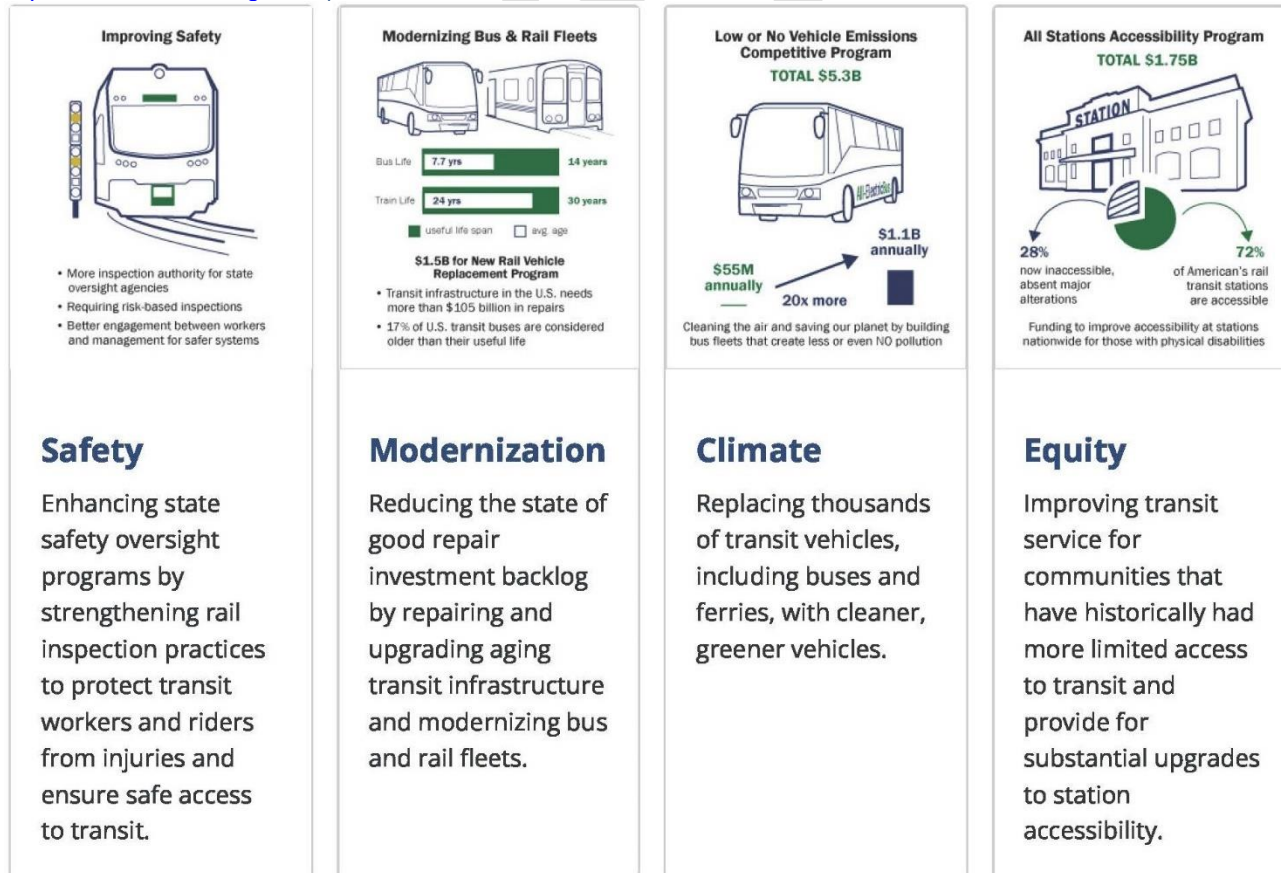 Improving Safety
• More inspection authority for state
oversight agencies
• Requiring risk-based inspections
• Better engagement between workers
and management for safer systems
Safety
Enhancing state
safety oversight
programs by
strengthening rail
inspection practices
to protect transit
workers and riders
from injuries and
ensure safe access
to transit.
Modernizing Bus & Rail Fleets
Bus Life 7.7 yrs 14 years
Train Life 24 yrs 30 years
useful life span avg. age
$1.5B for New Rail Vehicle
Replacement Program
• Transit infrastructure in the U.S. needs
more than $105 billion in repairs
• 17% of U.S. transit buses are considered
older than their useful life
Modernization
Reducing the state of
good repair
investment backlog
by repairing and
upgrading aging
transit infrastructure
and modernizing bus
and rail fleets.
Low or No Vehicle Emissions
Competitive Program
TOTAL $5.3B
All-ElectricBus
$55M
annually
20x more
$1.1B
annually
Cleaning the air and saving our planet by building
bus fleets that create less or even NO pollution
Climate
Replacing thousands
of transit vehicles,
including buses and
ferries, with cleaner,
greener vehicles.
All Stations Accessibility Program
TOTAL $1.75B
STATION
28%
now inaccessible,
absent major
alterations
72%
of American's rail
transit stations
are accessible
Funding to improve accessibility at stations
nationwide for those with physical disabilities
Equity
Improving transit
service for
communities that
have historically had
more limited access
to transit and
provide for
substantial upgrades
to station
accessibility.